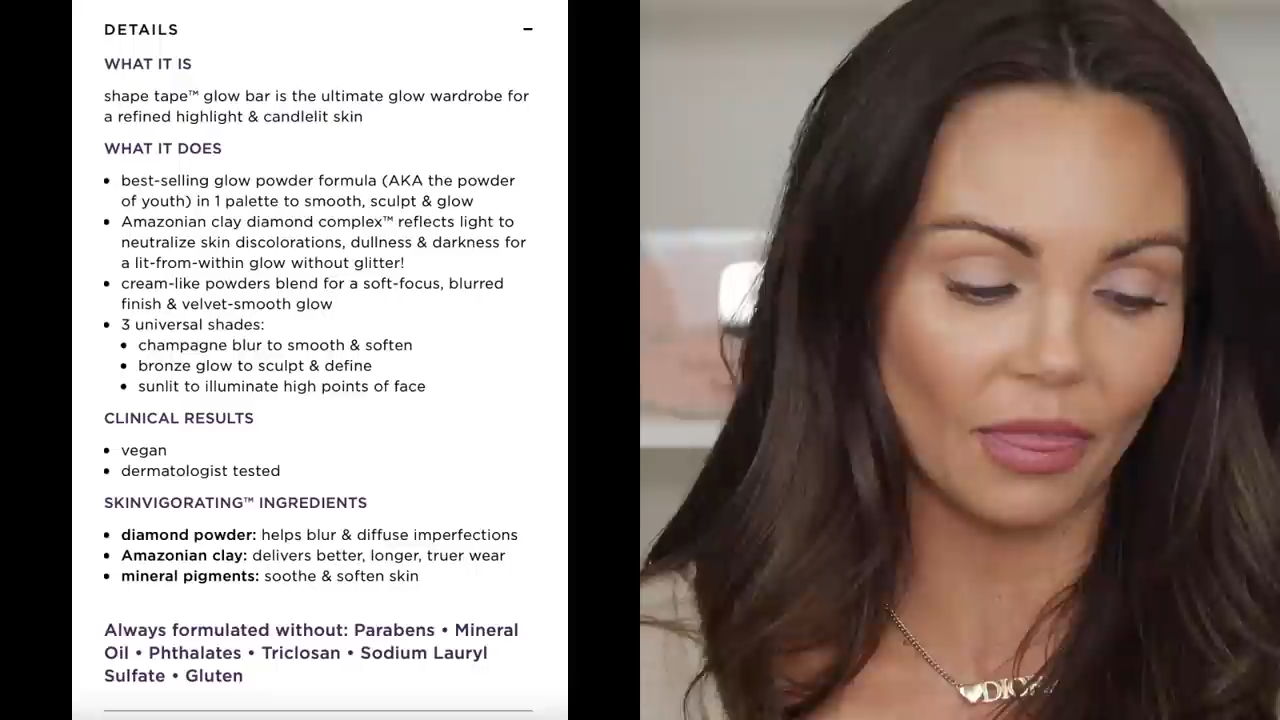 DETAILS −
WHAT IT IS
shape tape™ glow bar is the ultimate glow wardrobe for
a refined highlight & candlelit skin
WHAT IT DOES
• best-selling glow powder formula (AKA the powder
of youth) in 1 palette to smooth, sculpt & glow
• Amazonian clay diamond complex™ reflects light to
neutralize skin discolorations, dullness & darkness for
a lit-from-within glow without glitter!
• cream-like powders blend for a soft-focus, blurred
finish & velvet-smooth glow
• 3 universal shades:
• champagne blur to smooth & soften
• bronze glow to sculpt & define
• sunlit to illuminate high points of face
CLINICAL RESULTS
• vegan
• dermatologist tested
SKINVIGORATING™ INGREDIENTS
• diamond powder: helps blur & diffuse imperfections
• Amazonian clay: delivers better, longer, truer wear
• mineral pigments: soothe & soften skin
Always formulated without: Parabens • Mineral
Oil • Phthalates • Triclosan • Sodium Lauryl
Sulfate • Gluten